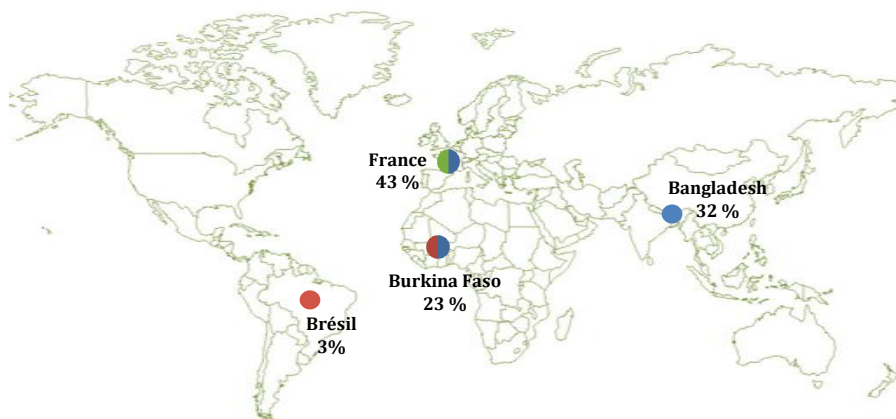 France
43 %
Bangladesh
32 %
Burkina Faso
23 %
Brésil
3%